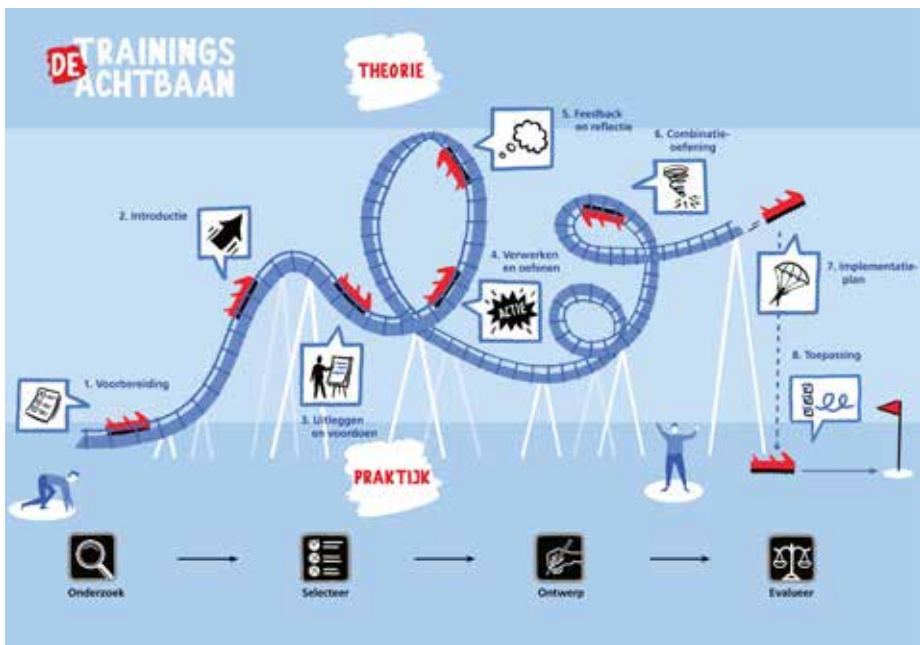 DE TRAININGS
ACHTBAAN
THEORIE
5. Feedback
en reflectie
6. Combinatie-
oefening
2. Introductie
4. Verwerken
en oefenen
ACTIE
7. Implementatie-
plan
1. Voorbereiding
3. Uitleggen
en voordoen
8. Toepassing
PRAKTIJK
Onderzoek
Selecteer
Ontwerp
Evalueer